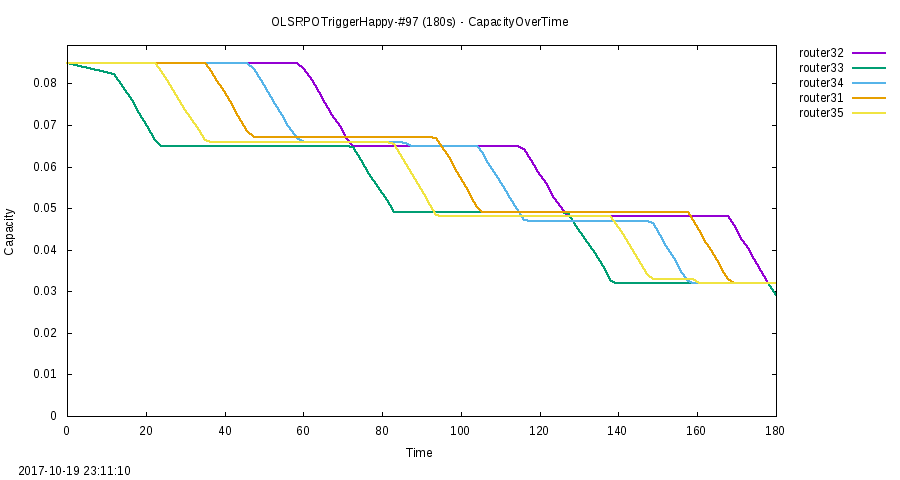 OLSRPOTriggerHappy-#97 (180s) - CapacityOverTime
router32
router33
router34
router31
router35
0.08
0.07
0.06
0.05
0.04
0.03
0.02
0.01
0
Capacity
0 20 40 60 80 100 120 140 160 180
Time
2017-10-19 23:11:10